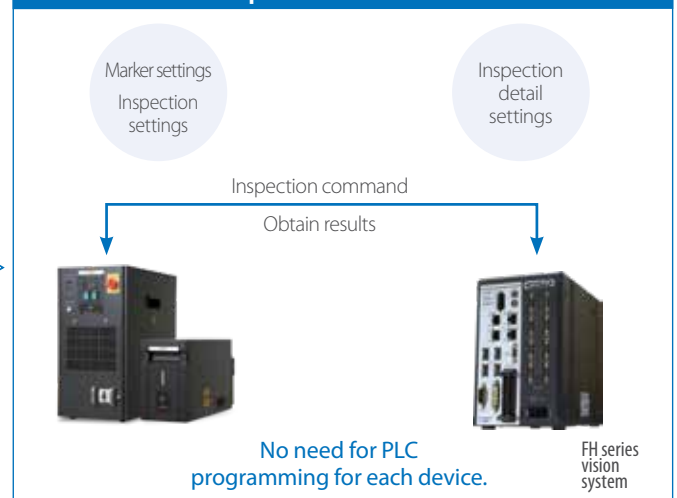 Marker settings
Inspection
settings
Inspection
detail
settings
Inspection command
Obtain results
No need for PLC
programming for each device.
FH series
vision
system